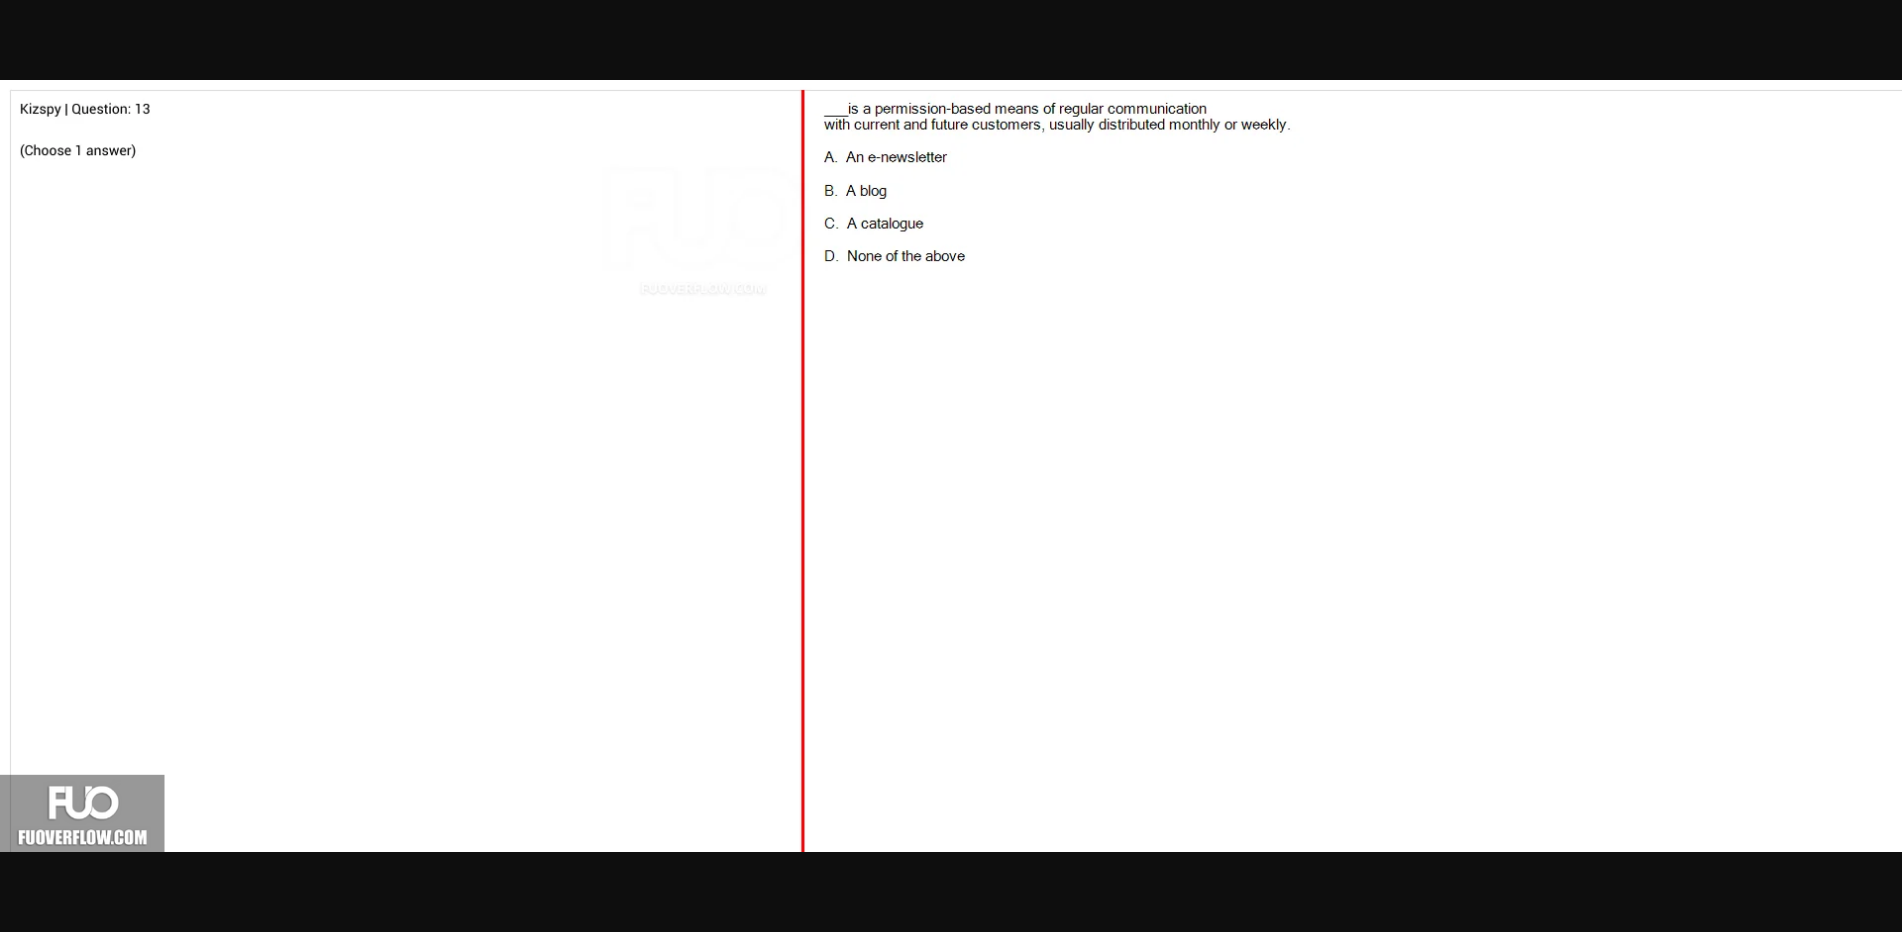 Kizspy | Question: 13
(Choose 1 answer)
___is a permission-based means of regular communication
with current and future customers, usually distributed monthly or weekly.
A. An e-newsletter
B. A blog
C. A catalogue
D. None of the above
FUO
FUOVERFLOW.COM
FUO
FUOVERFLOW.COM